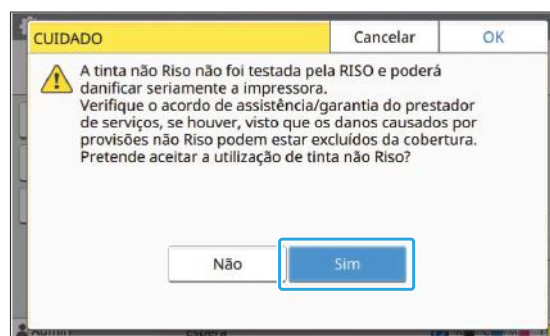 CUIDADO
Cancelar
OK
A tinta não Riso não foi testada pela RISO e poderá
danificar seriamente a impressora.
Verifique o acordo de assistência/garantia do prestador
de serviços, se houver, visto que os danos causados por
provisões não Riso podem estar excluídos da cobertura.
Pretende aceitar a utilização de tinta não Riso?
Não
Sim